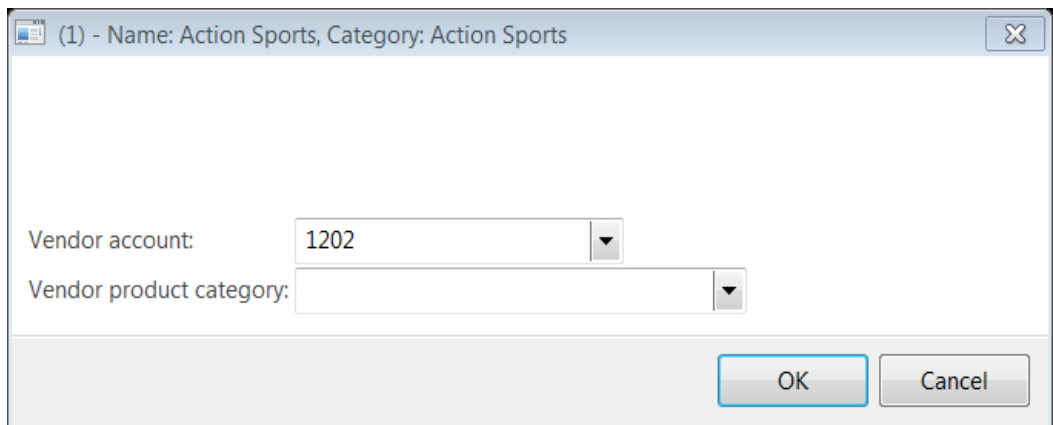 (1) - Name: Action Sports, Category: Action Sports
Vendor account: 1202
Vendor product category:
OK Cancel